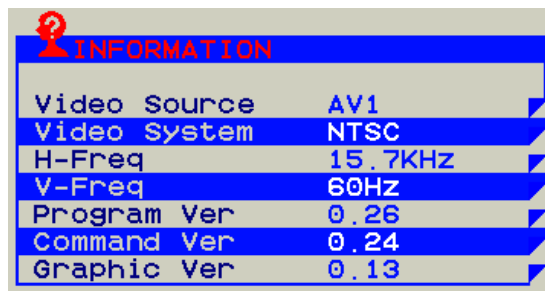 INFORMATION
Video Source AV1
Video System NTSC
H-Freq 15.7KHz
V-Freq 60Hz
Program Ver 0.26
Command Ver 0.24
Graphic Ver 0.13